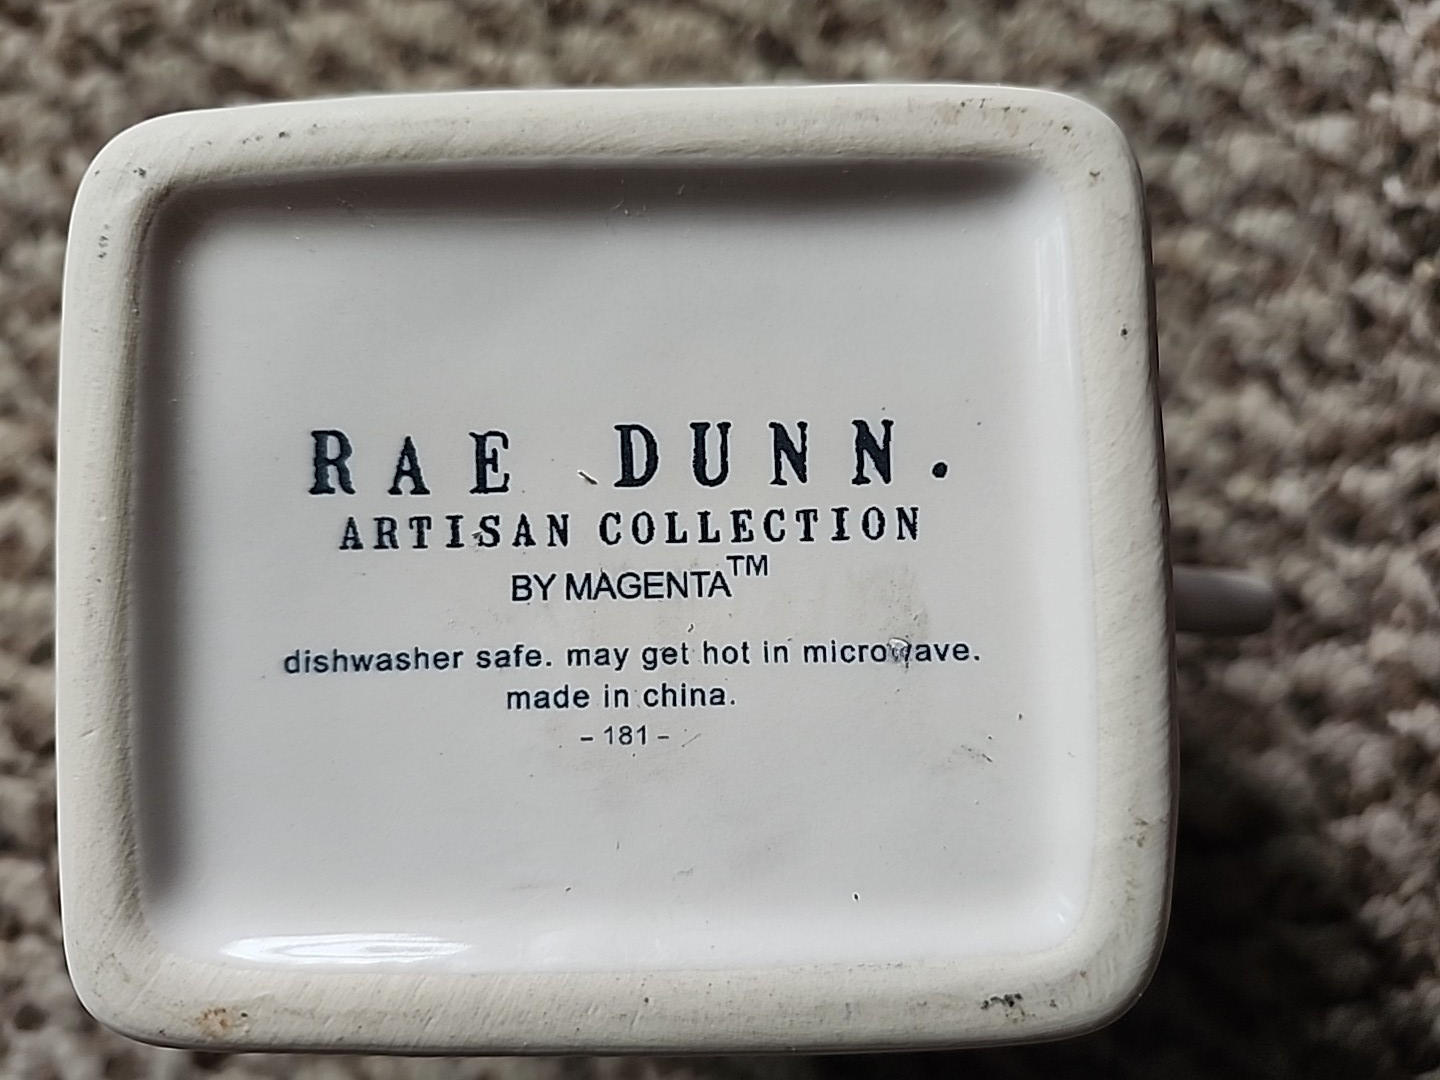 RAE DUNN.
ARTISAN COLLECTION
BY MAGENTA™
dishwasher safe. may get hot in microwave.
made in china.
– 181 –